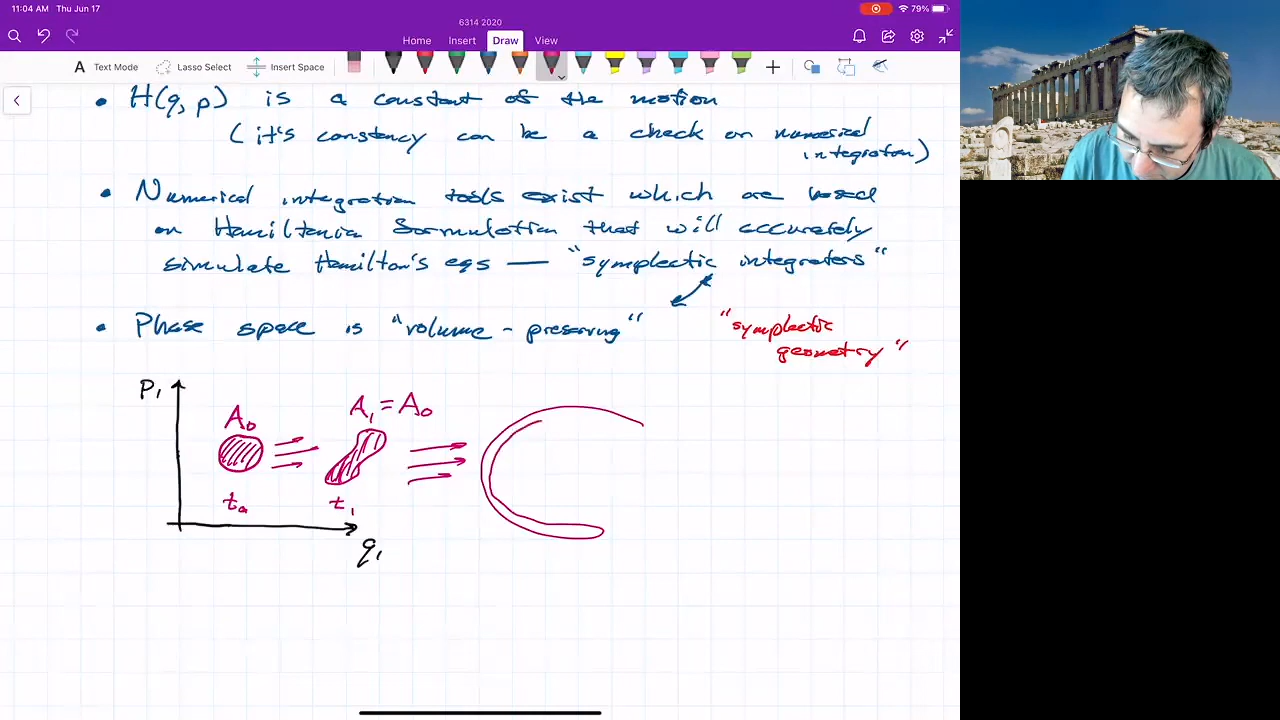 11:04 AM Thu Jun 17
79%
6314 2020
Home Insert Draw View
A Text Mode Lasso Select Insert Space
• H(q, p) is a constant of the motion
(it's constancy can be a check on numerical
integration)
• Numerical integration tools exist which are based
on Hamiltonian formulation that will accurately
simulate Hamilton's eqs — "symplectic integrators"
• Phase space is "volume-preserving"
"symplectic
geometry"
P₁
A₀
A₁ = A₀
t₀
t₁
q₁